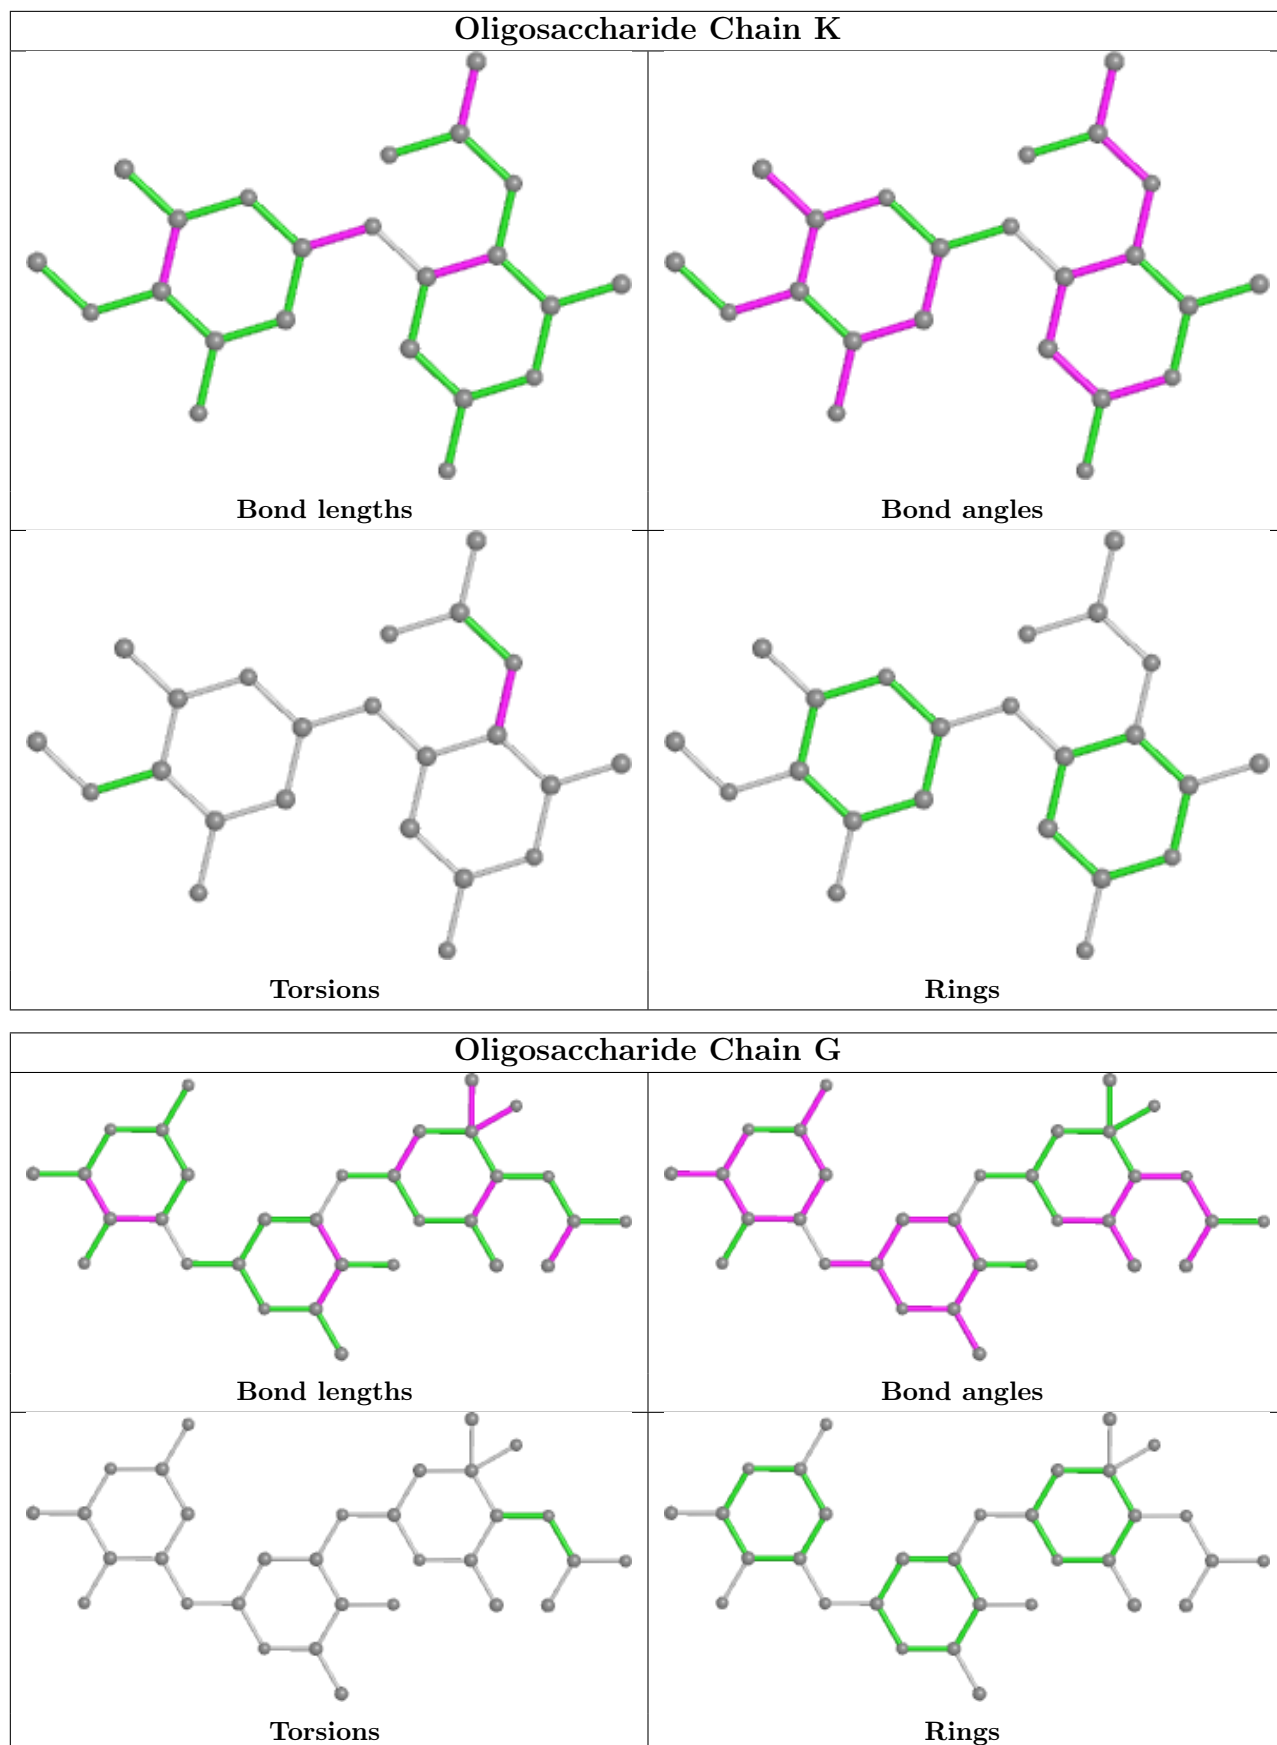 Oligosaccharide Chain K
Bond lengths
Bond angles
Torsions
Rings
Oligosaccharide Chain G
Bond lengths
Bond angles
Torsions
Rings